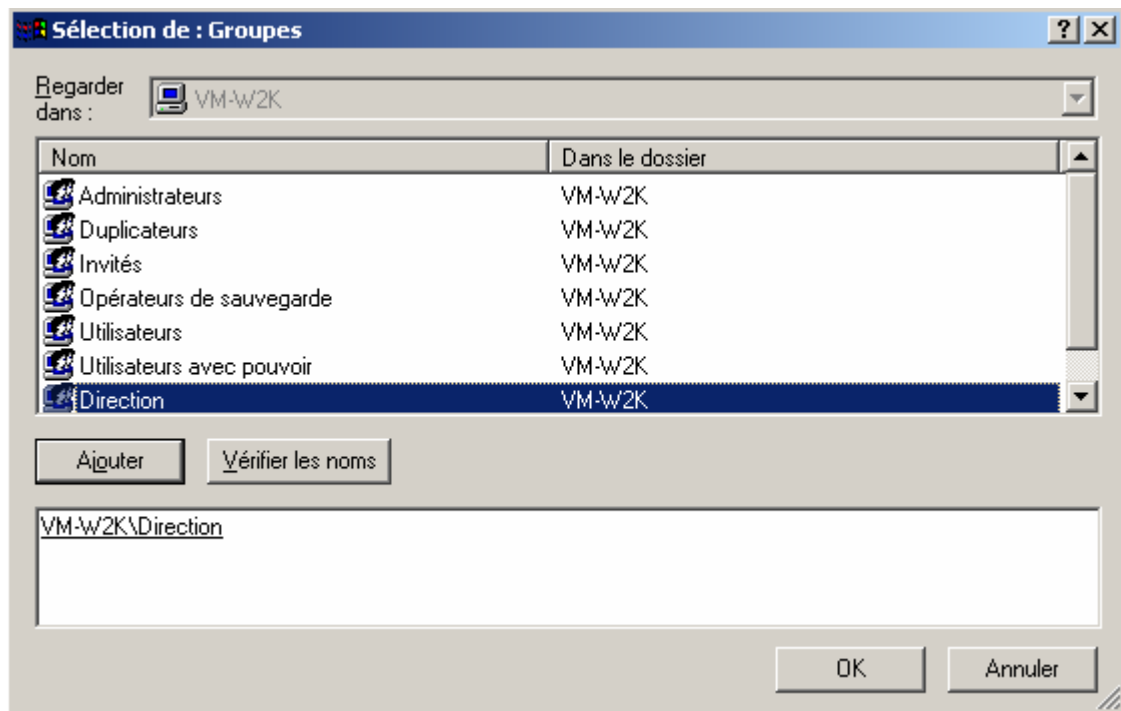 Sélection de : Groupes
Regarder
dans :
VM-W2K
Nom Dans le dossier
Administrateurs VM-W2K
Duplicateurs VM-W2K
Invités VM-W2K
Opérateurs de sauvegarde VM-W2K
Utilisateurs VM-W2K
Utilisateurs avec pouvoir VM-W2K
Direction VM-W2K
Ajouter Vérifier les noms
VM-W2K\Direction
OK Annuler